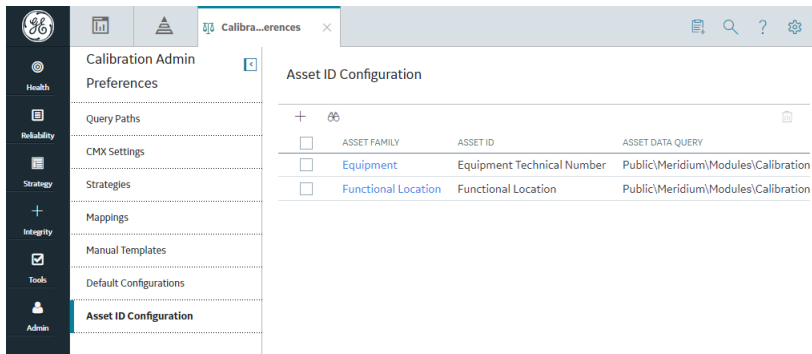 Calibra...erences
Health
Reliability
Strategy
Integrity
Tools
Admin
Calibration Admin
Preferences
Query Paths
CMX Settings
Strategies
Mappings
Manual Templates
Default Configurations
Asset ID Configuration
Asset ID Configuration
ASSET FAMILY ASSET ID ASSET DATA QUERY
Equipment Equipment Technical Number Public\Meridium\Modules\Calibration
Functional Location Functional Location Public\Meridium\Modules\Calibration